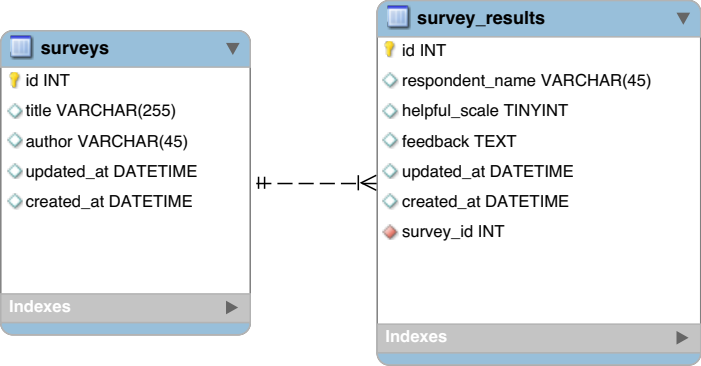 surveys
id INT
title VARCHAR(255)
author VARCHAR(45)
updated_at DATETIME
created_at DATETIME
Indexes
survey_results
id INT
respondent_name VARCHAR(45)
helpful_scale TINYINT
feedback TEXT
updated_at DATETIME
created_at DATETIME
survey_id INT
Indexes